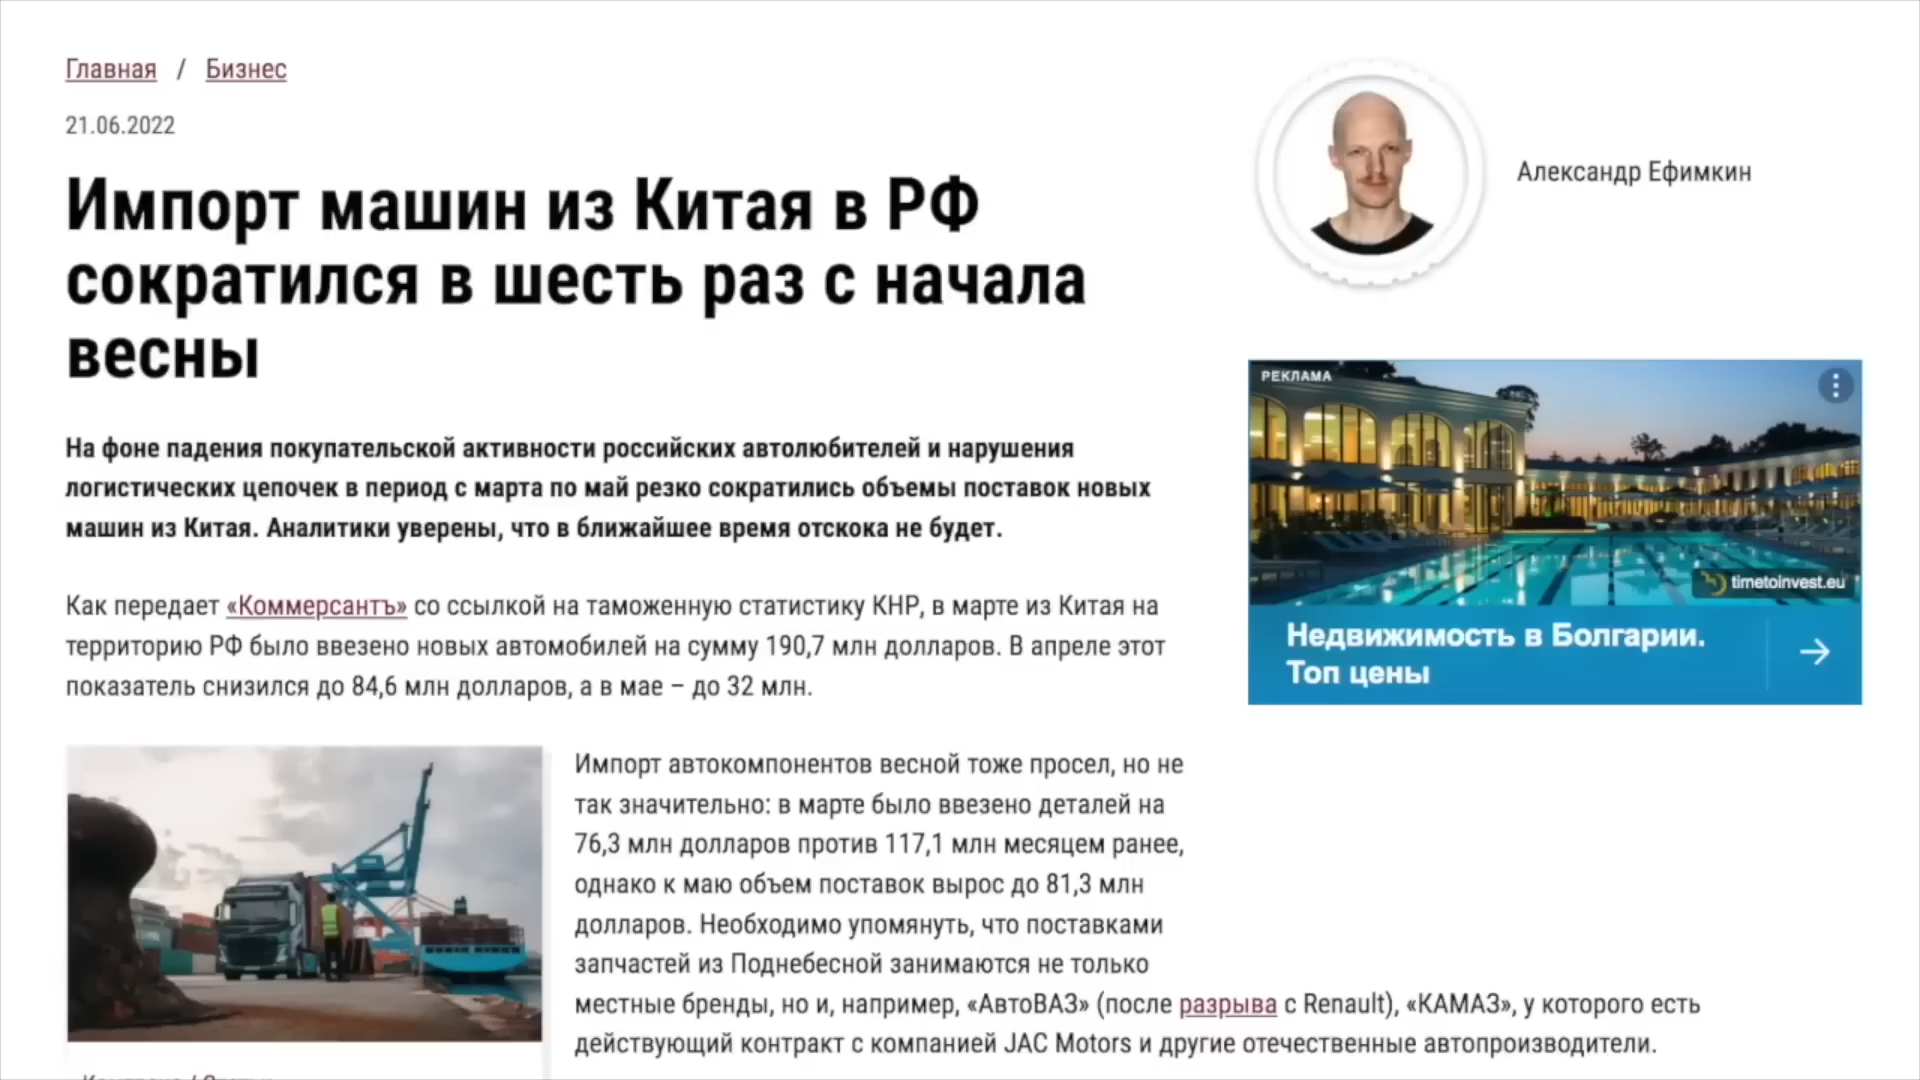 Главная / Бизнес
21.06.2022
Импорт машин из Китая в РФ
сократился в шесть раз с начала
весны
На фоне падения покупательской активности российских автолюбителей и нарушения
логистических цепочек в период с марта по май резко сократились объемы поставок новых
машин из Китая. Аналитики уверены, что в ближайшее время отскока не будет.
Как передает «Коммерсантъ» со ссылкой на таможенную статистику КНР, в марте из Китая на
территорию РФ было ввезено новых автомобилей на сумму 190,7 млн долларов. В апреле этот
показатель снизился до 84,6 млн долларов, а в мае – до 32 млн.
Импорт автокомпонентов весной тоже просел, но не
так значительно: в марте было ввезено деталей на
76,3 млн долларов против 117,1 млн месяцем ранее,
однако к маю объем поставок вырос до 81,3 млн
долларов. Необходимо упомянуть, что поставками
запчастей из Поднебесной занимаются не только
местные бренды, но и, например, «АвтоВАЗ» (после разрыва с Renault), «КАМАЗ», у которого есть
действующий контракт с компанией JAC Motors и другие отечественные автопроизводители.
Александр Ефимкин
РЕКЛАМА
timetoinvest.eu
Недвижимость в Болгарии.
Топ цены